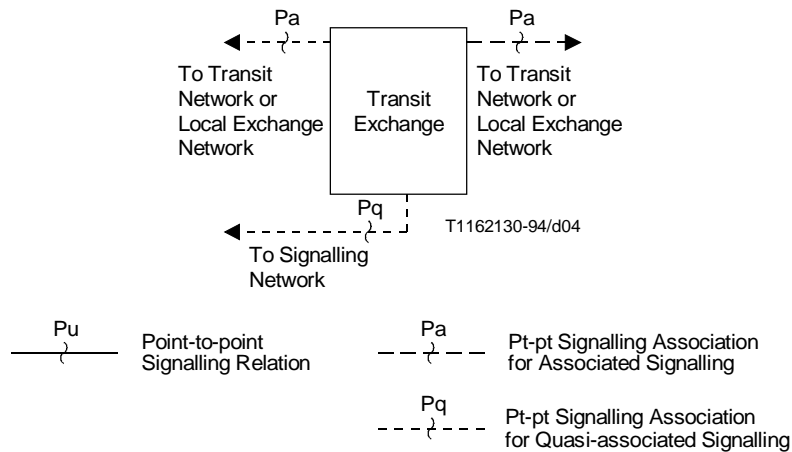 Pa
Pa
To Transit
Network or
Local Exchange
Network
Transit
Exchange
To Transit
Network or
Local Exchange
Network
Pq
T1162130-94/d04
To Signalling
Network
Pu
Point-to-point
Signalling Relation
Pa
Pt-pt Signalling Association
for Associated Signalling
Pq
Pt-pt Signalling Association
for Quasi-associated Signalling